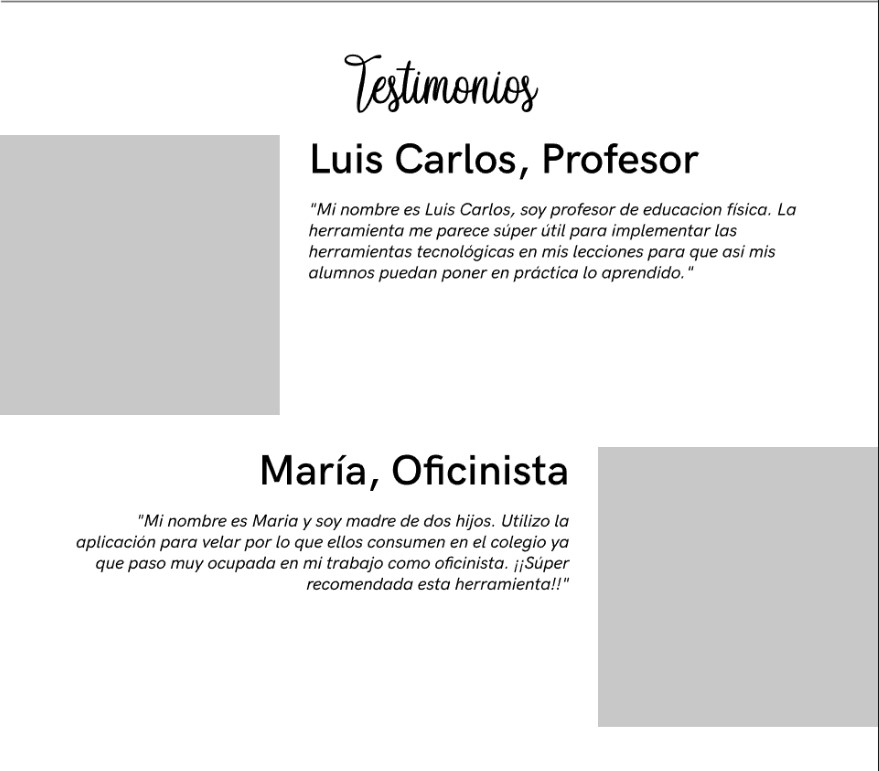 Testimonios
Luis Carlos, Profesor
"Mi nombre es Luis Carlos, soy profesor de educacion física. La
herramienta me parece súper útil para implementar las
herramientas tecnológicas en mis lecciones para que asi mis
alumnos puedan poner en práctica lo aprendido."
María, Oficinista
"Mi nombre es Maria y soy madre de dos hijos. Utilizo la
aplicación para velar por lo que ellos consumen en el colegio ya
que paso muy ocupada en mi trabajo como oficinista. ¡¡Súper
recomendada esta herramienta!!"